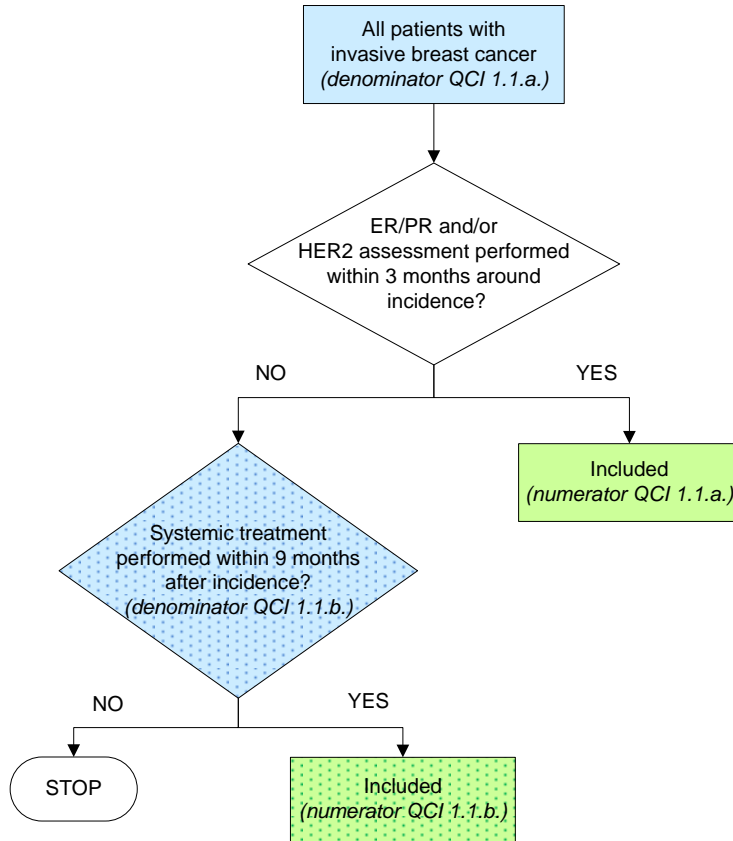 All patients with
invasive breast cancer
(denominator QCI 1.1.a.)
ER/PR and/or
HER2 assessment performed
within 3 months around
incidence?
NO
YES
Included
(numerator QCI 1.1.a.)
Systemic treatment
performed within 9 months
after incidence?
(denominator QCI 1.1.b.)
NO
YES
STOP
Included
(numerator QCI 1.1.b.)